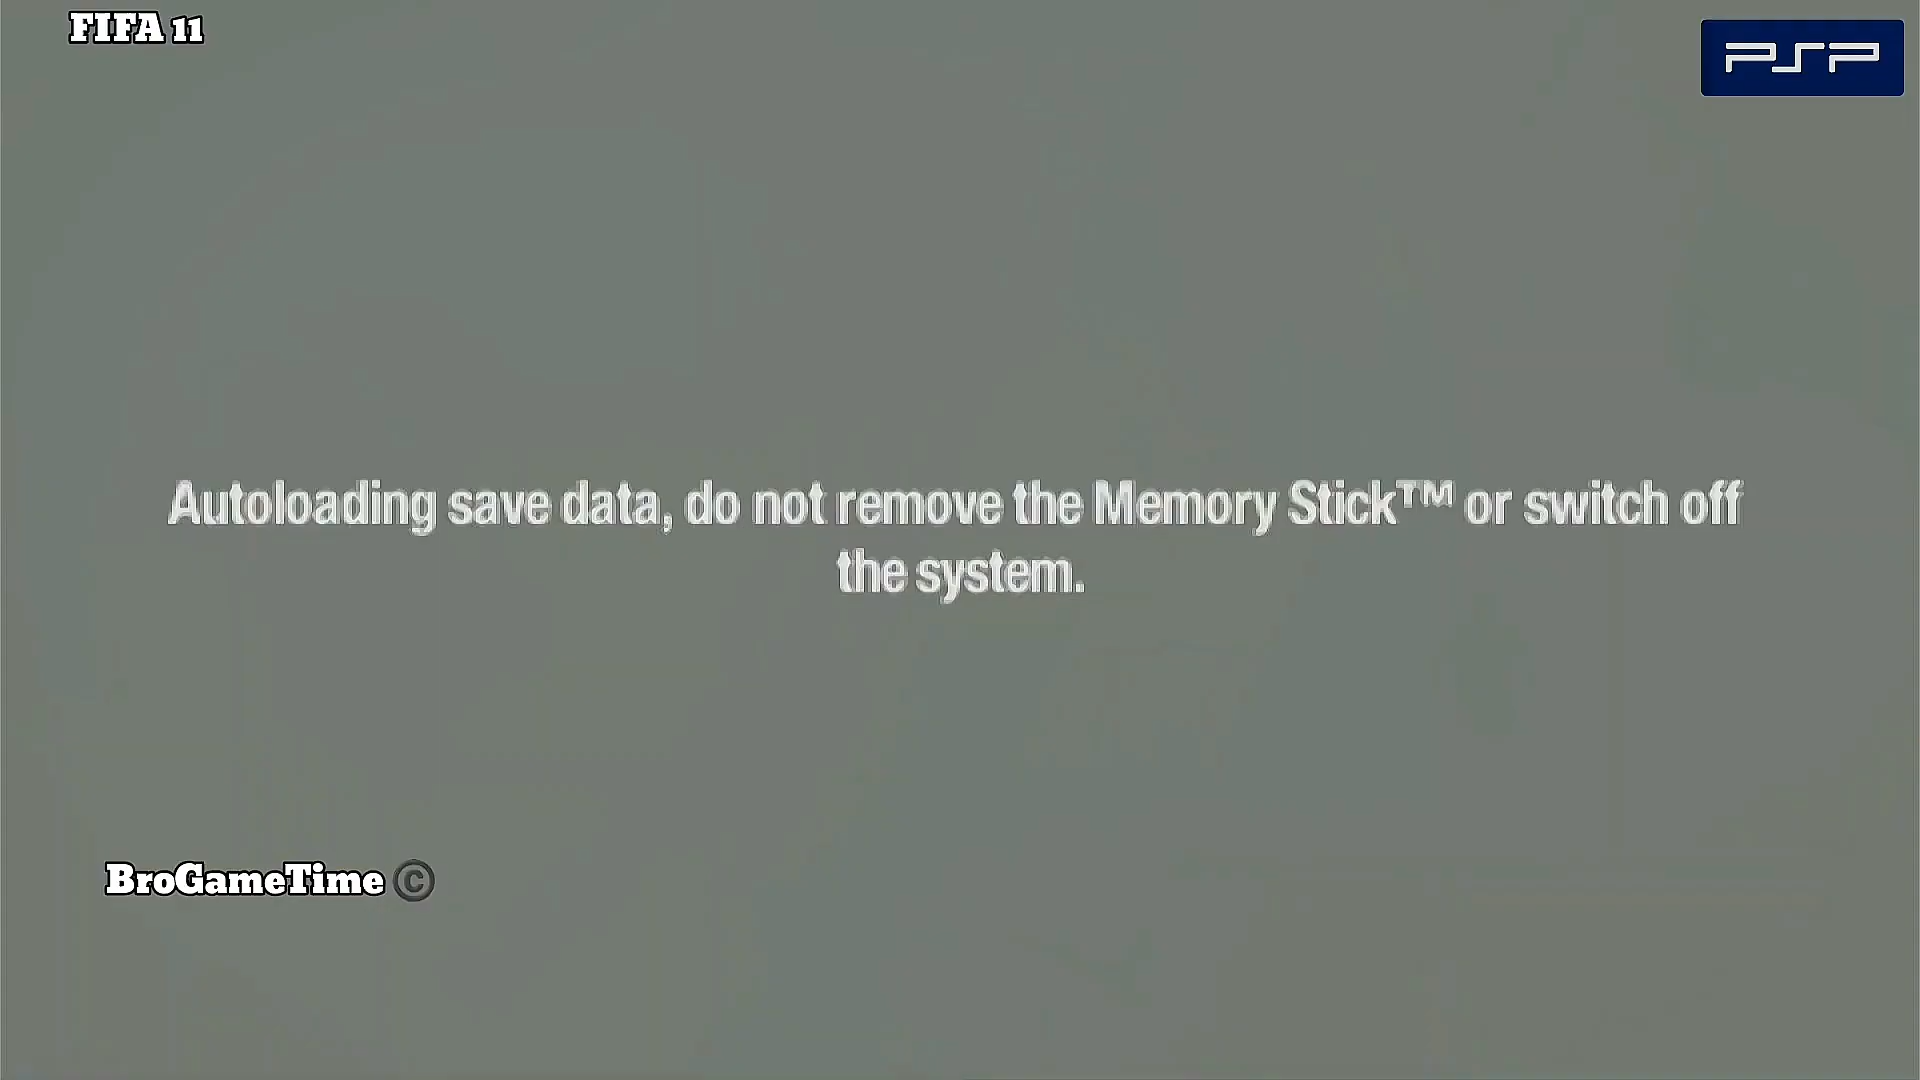 FIFA 11
PSP
Autoloading save data, do not remove the Memory Stick™ or switch off
the system.
BroGameTime ©